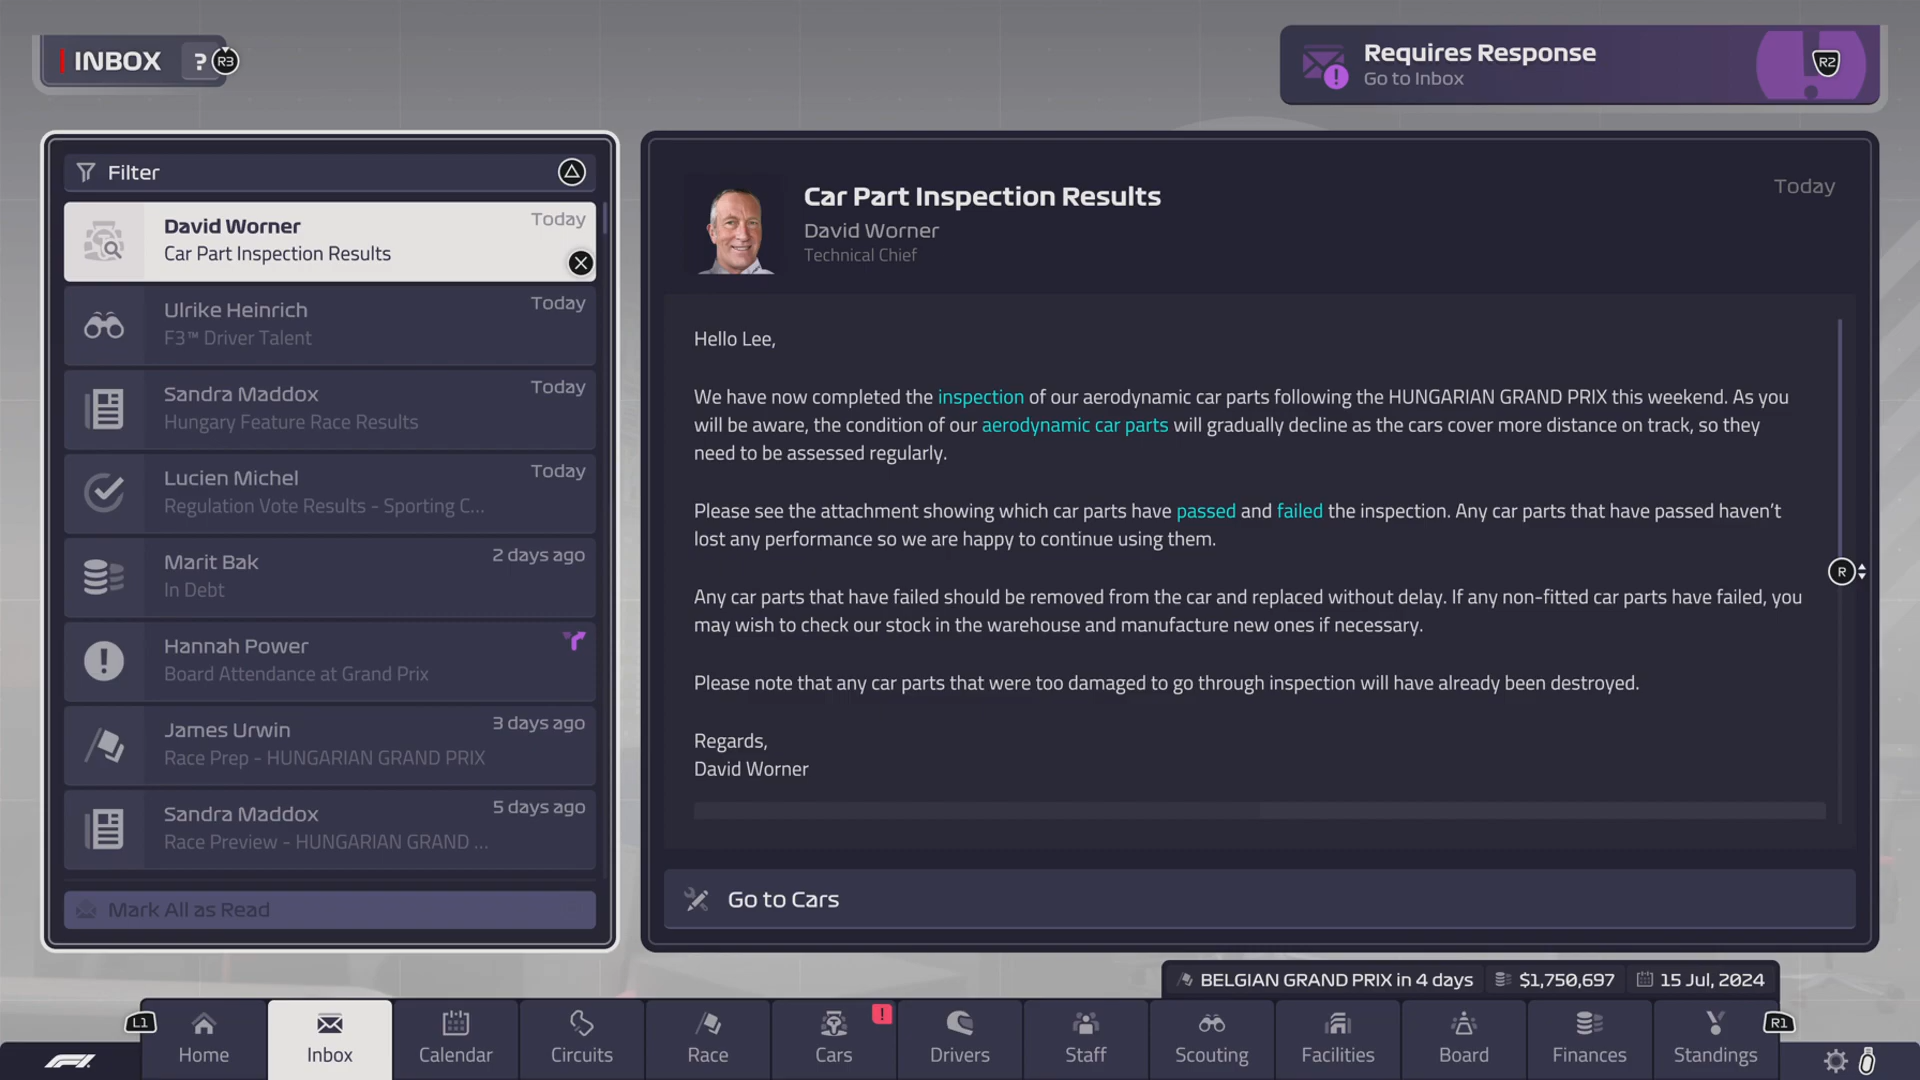 INBOX
?
R3
Requires Response
Go to Inbox
R2
Filter
David Worner
Today
Car Part Inspection Results
Ulrike Heinrich
Today
F3™ Driver Talent
Sandra Maddox
Today
Hungary Feature Race Results
Lucien Michel
Today
Regulation Vote Results - Sporting C...
Marit Bak
2 days ago
In Debt
Hannah Power
Board Attendance at Grand Prix
James Urwin
3 days ago
Race Prep - HUNGARIAN GRAND PRIX
Sandra Maddox
5 days ago
Race Preview - HUNGARIAN GRAND ...
Mark All as Read
Car Part Inspection Results
Today
David Worner
Technical Chief
Hello Lee,
We have now completed the inspection of our aerodynamic car parts following the HUNGARIAN GRAND PRIX this weekend. As you
will be aware, the condition of our aerodynamic car parts will gradually decline as the cars cover more distance on track, so they
need to be assessed regularly.
Please see the attachment showing which car parts have passed and failed the inspection. Any car parts that have passed haven't
lost any performance so we are happy to continue using them.
Any car parts that have failed should be removed from the car and replaced without delay. If any non-fitted car parts have failed, you
may wish to check our stock in the warehouse and manufacture new ones if necessary.
Please note that any car parts that were too damaged to go through inspection will have already been destroyed.
Regards,
David Worner
R
Go to Cars
BELGIAN GRAND PRIX in 4 days
$1,750,697
15 Jul, 2024
L1
Home
Inbox
Calendar
Circuits
Race
Cars
Drivers
Staff
Scouting
Facilities
Board
Finances
Standings
R1